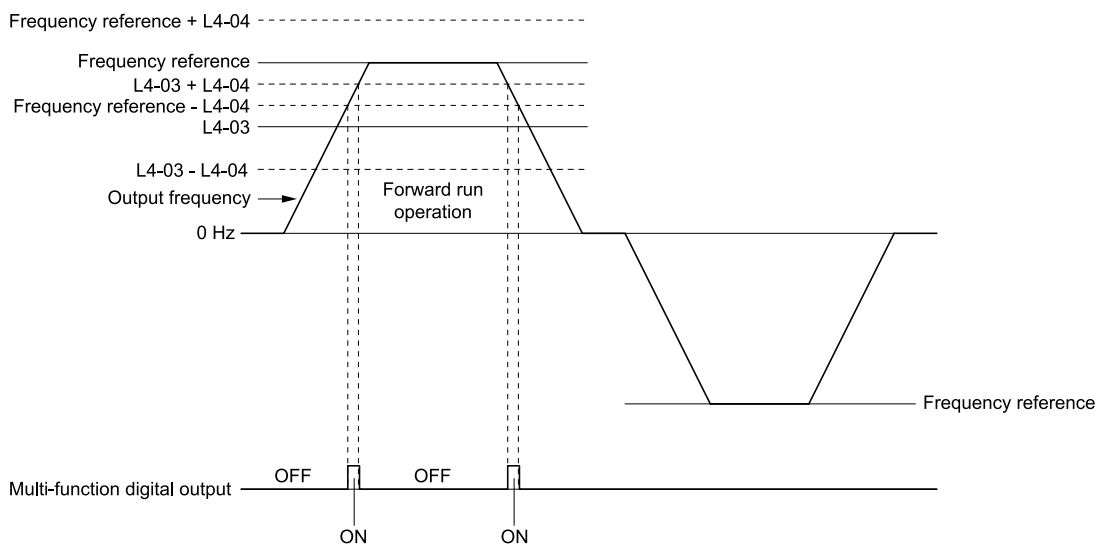 Frequency reference + L4-04
Frequency reference
L4-03 + L4-04
Frequency reference - L4-04
L4-03
L4-03 - L4-04
Output frequency
Forward run
operation
0 Hz
Frequency reference
OFF
OFF
Multi-function digital output
ON
ON